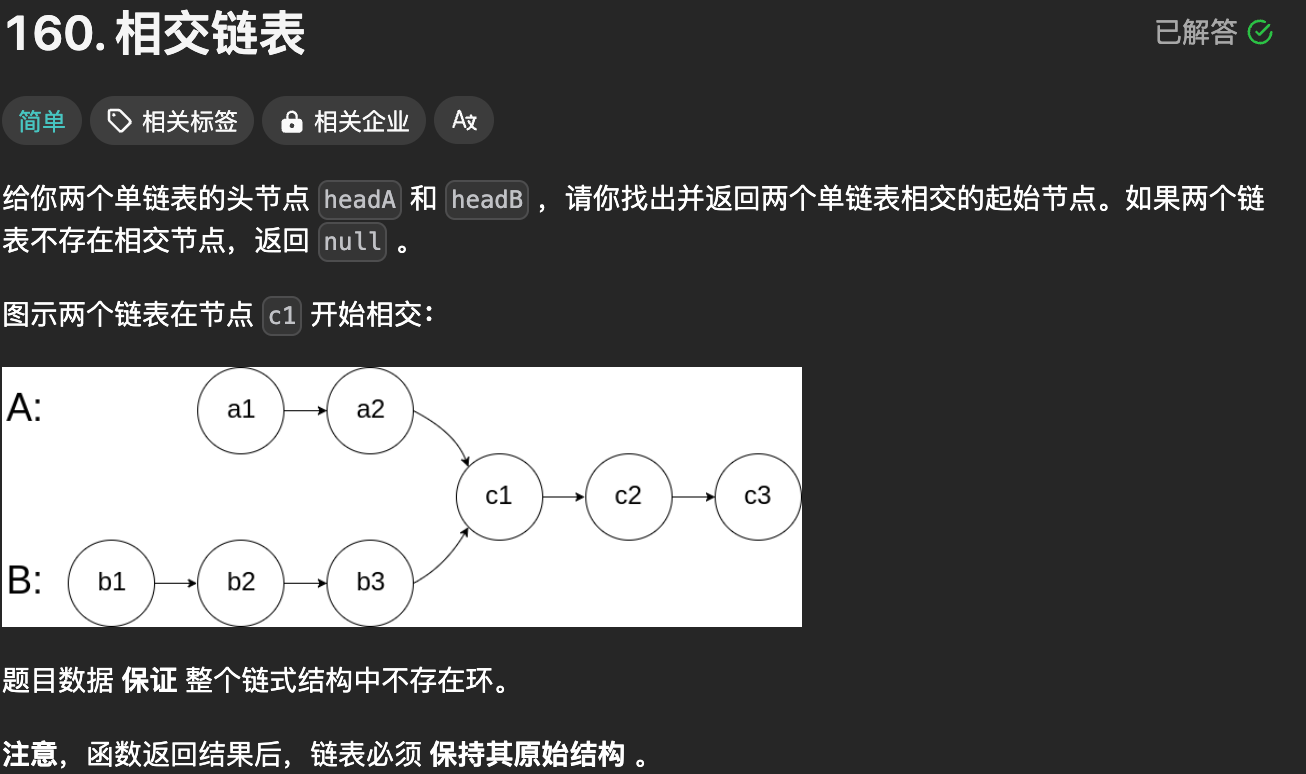 160. 相交链表
已解答
简单 相关标签 相关企业 A文
给你两个单链表的头节点 headA 和 headB ，请你找出并返回两个单链表相交的起始节点。如果两个链
表不存在相交节点，返回 null 。
图示两个链表在节点 c1 开始相交：
A: a1 a2
c1 c2 c3
B: b1 b2 b3
题目数据 保证 整个链式结构中不存在环。
注意，函数返回结果后，链表必须 保持其原始结构 。